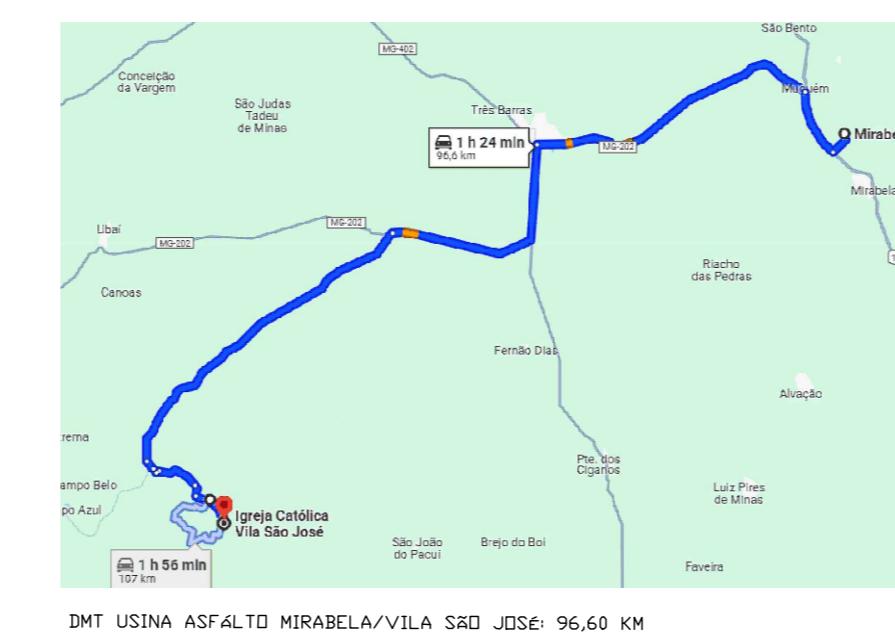 São Bento
MG-402
Conceição
da Vargem
Muquém
São Judas
Tadeu
de Minas
Três Barras
1 h 24 min
96,6 km
MG-202
Mirabe
Mirabela
Ubaí
MG-202
MG-202
1
Riacho
das Pedras
Canoas
Fernão Dias
Alvação
rema
Pte. dos
Ciganos
ampo Belo
po Azul
Luiz Pires
de Minas
Igreja Católica
Vila São José
São João
do Pacuí
Brejo do Boi
1 h 56 min
107 km
Faveira
DMT USINA ASFáLTO MIRABELA/VILA SãO JOSé: 96,60 KM